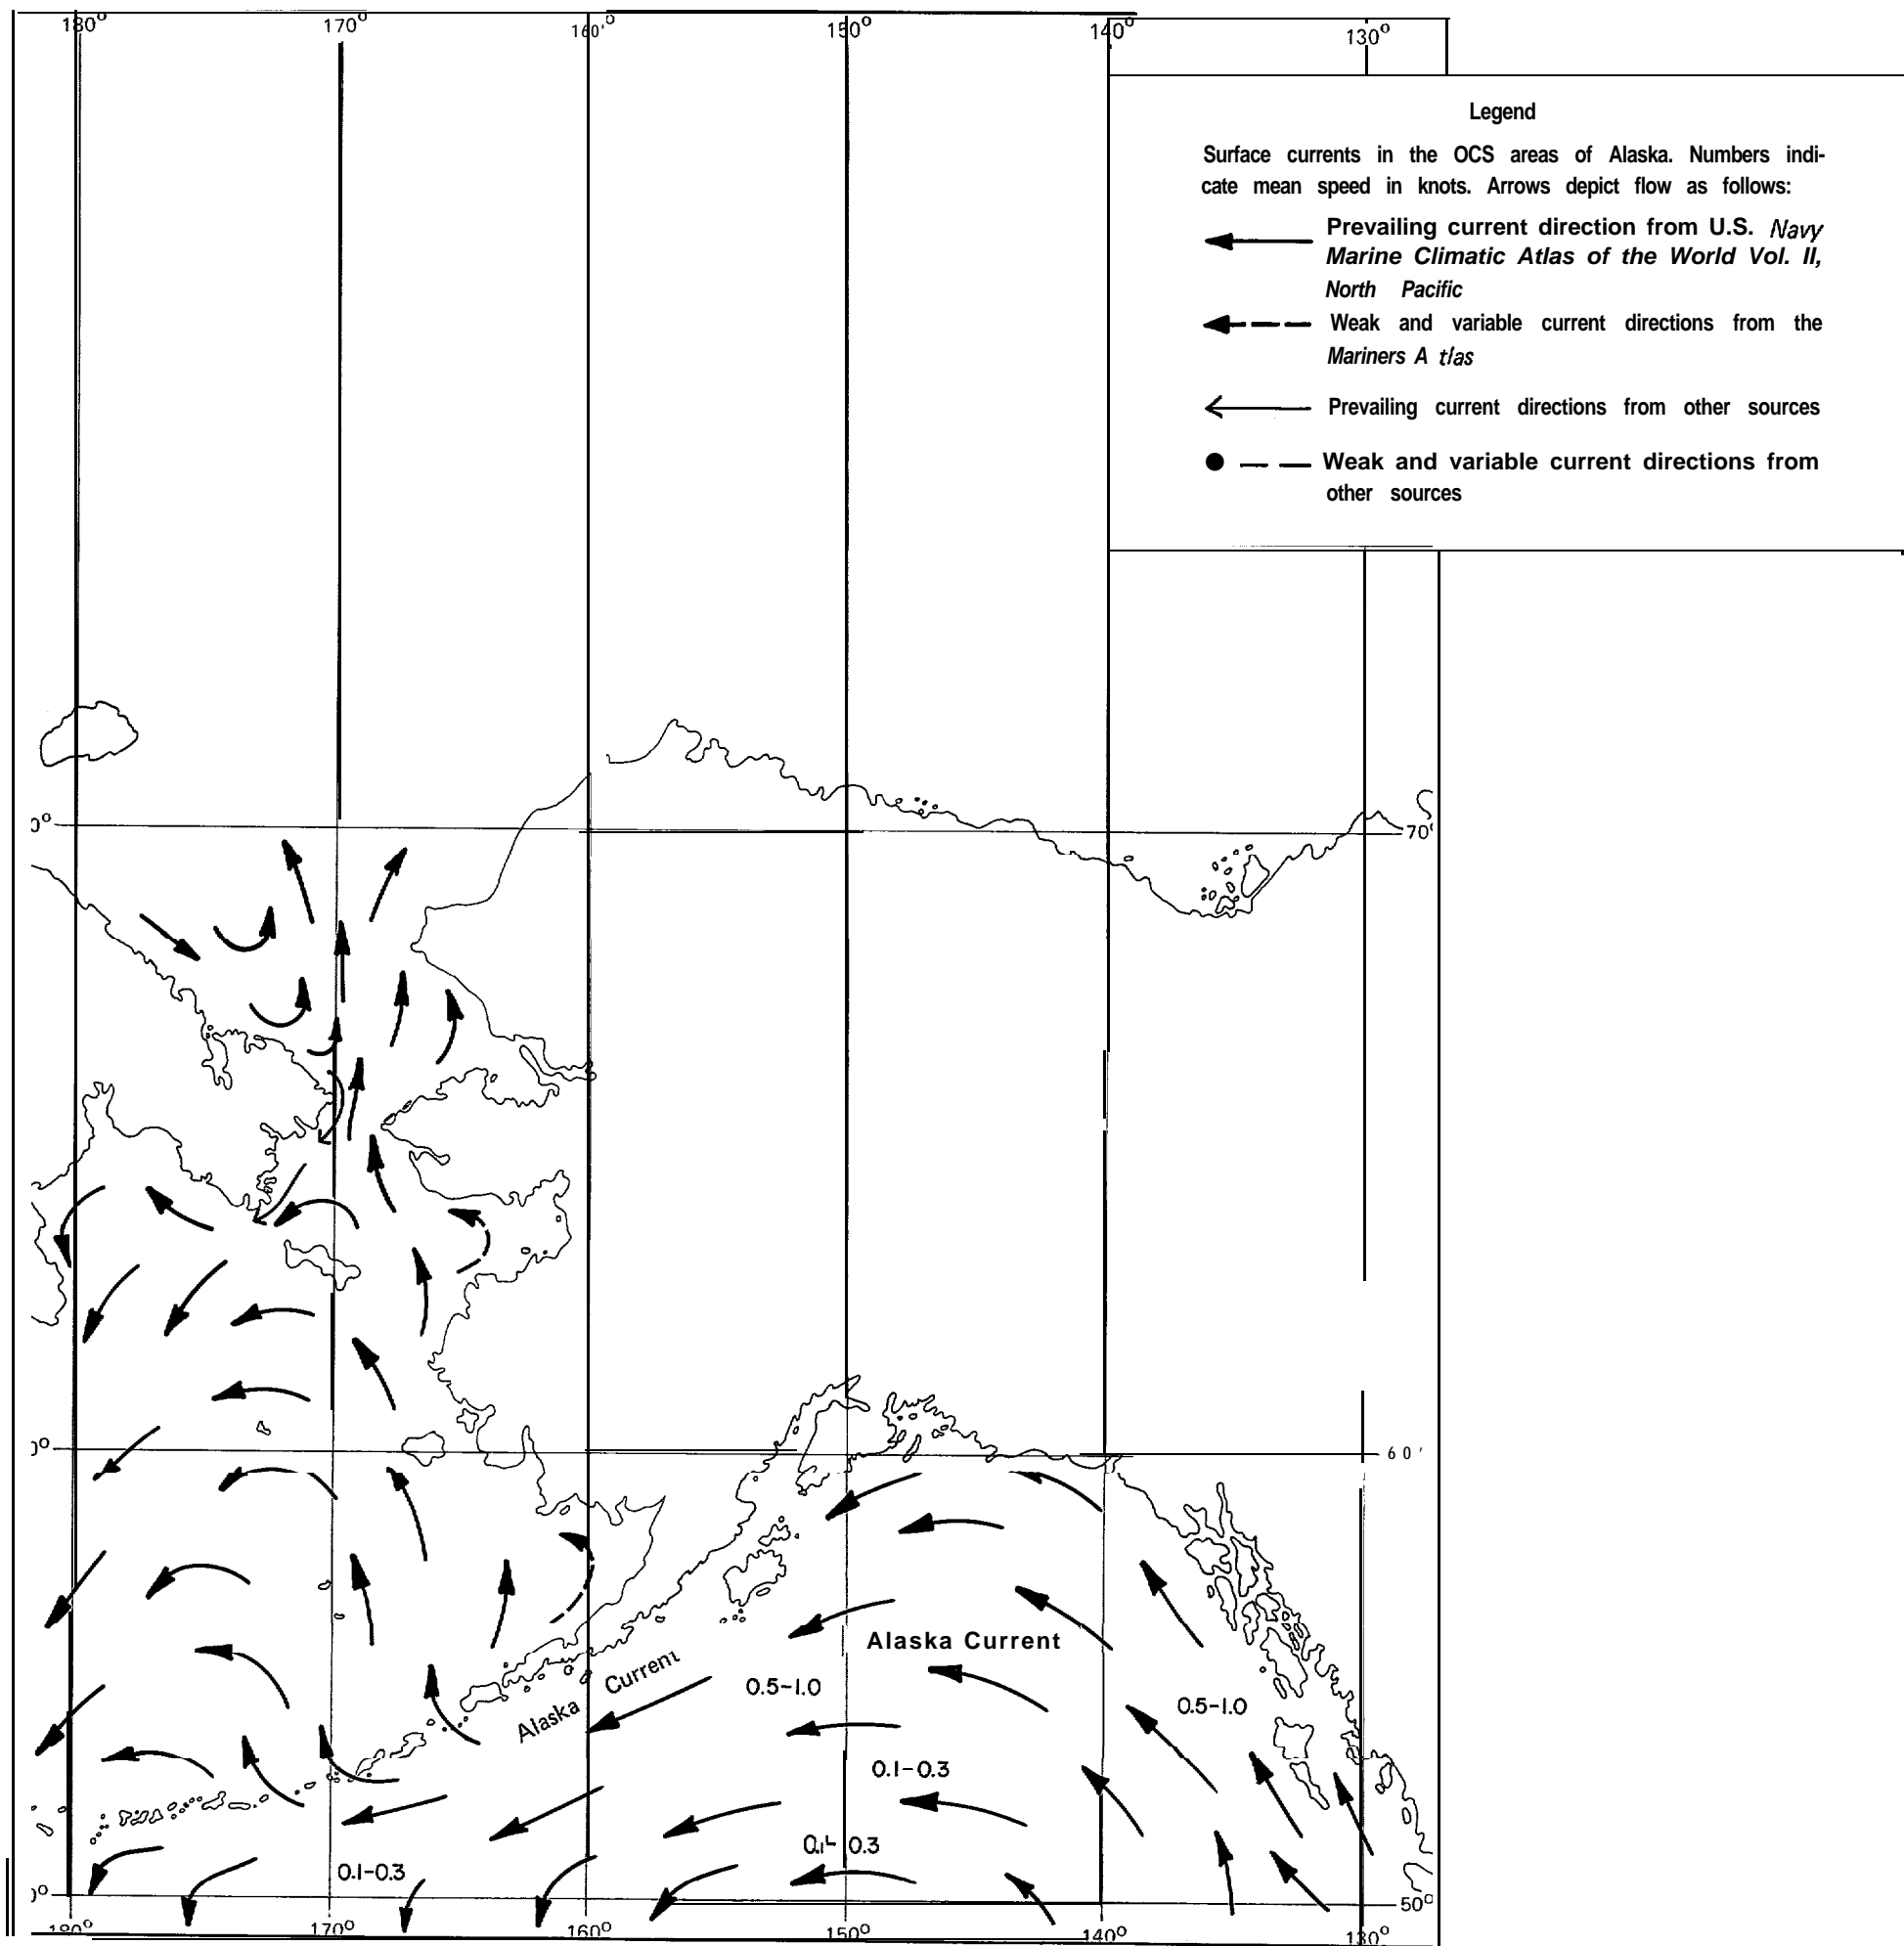 180° 170° 160'° 150° 140° 130°
Legend
Surface currents in the OCS areas of Alaska. Numbers indi-
cate mean speed in knots. Arrows depict flow as follows:
Prevailing current direction from U.S. Navy
Marine Climatic Atlas of the World Vol. II,
North Pacific
Weak and variable current directions from the
Mariners A tlas
Prevailing current directions from other sources
Weak and variable current directions from
other sources
0° 70°
0° 60'
Alaska Current
Alaska Current
0.5-1.0
0.5-1.0
0.1-0.3
0.1-0.3
0.1-0.3
0° 50°
180° 170° 160° 150° 140° 130°